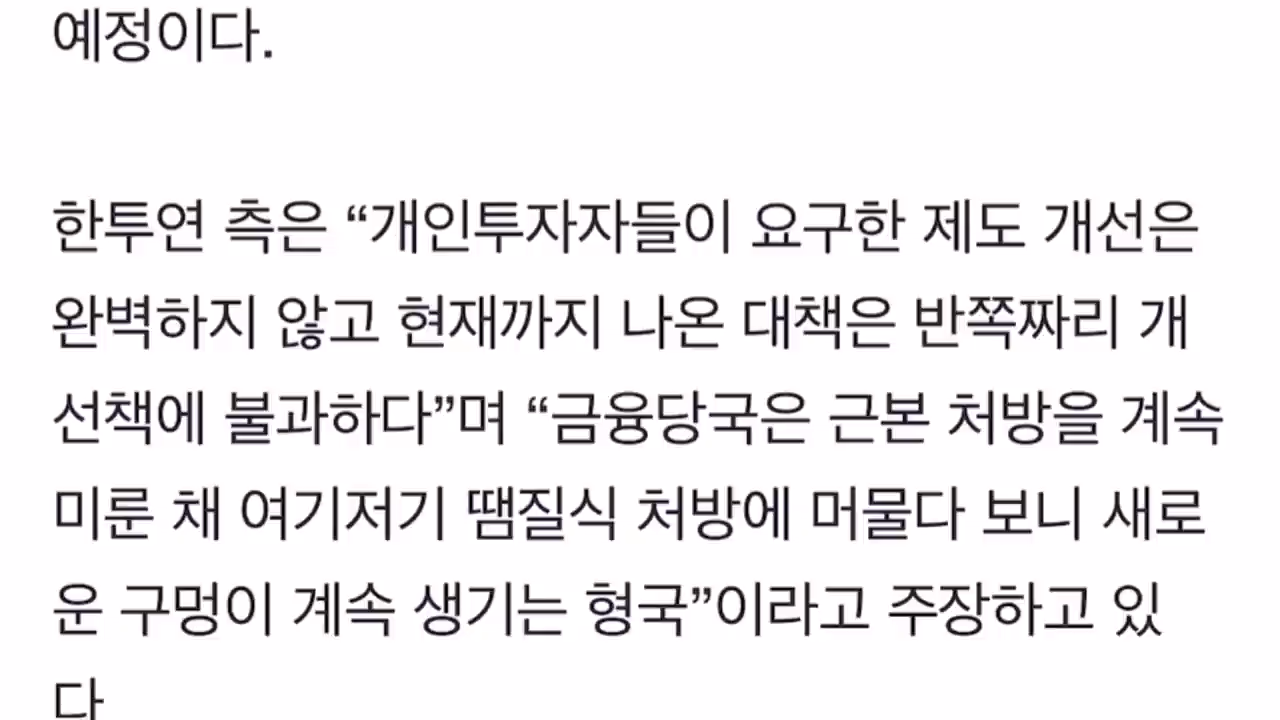 예정이다.
한투연 측은 “개인투자자들이 요구한 제도 개선은
완벽하지 않고 현재까지 나온 대책은 반쪽짜리 개
선책에 불과하다”며 “금융당국은 근본 처방을 계속
미룬 채 여기저기 땜질식 처방에 머물다 보니 새로
운 구멍이 계속 생기는 형국”이라고 주장하고 있
다